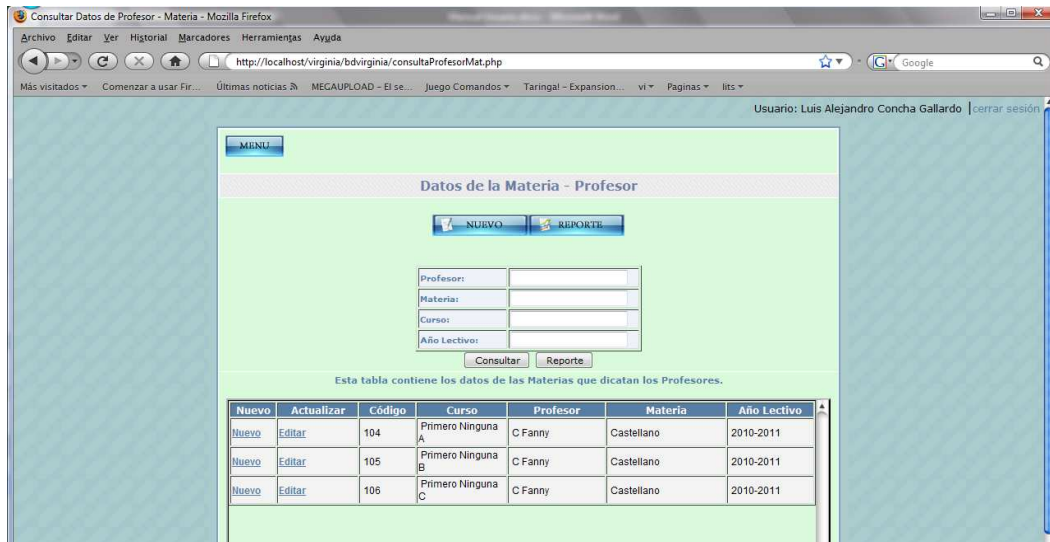 Consultar Datos de Profesor - Materia - Mozilla Firefox
Archivo Editar Ver Historial Marcadores Herramientas Ayuda
http://localhost/virginia/bdvirginia/consultaProfesorMat.php
Google
Más visitados Comenzar a usar Fir... Últimas noticias MEGAUPLOAD - El se... Juego Comandos Taringa! - Expansion... vi Paginas lits
Usuario: Luis Alejandro Concha Gallardo | cerrar sesión
MENU
Datos de la Materia - Profesor
NUEVO REPORTE
Profesor:
Materia:
Curso:
Año Lectivo:
Consultar Reporte
Esta tabla contiene los datos de las Materias que dicatan los Profesores.
Nuevo Actualizar Código Curso Profesor Materia Año Lectivo
Nuevo Editar 104 Primero Ninguna A C Fanny Castellano 2010-2011
Nuevo Editar 105 Primero Ninguna B C Fanny Castellano 2010-2011
Nuevo Editar 106 Primero Ninguna C C Fanny Castellano 2010-2011